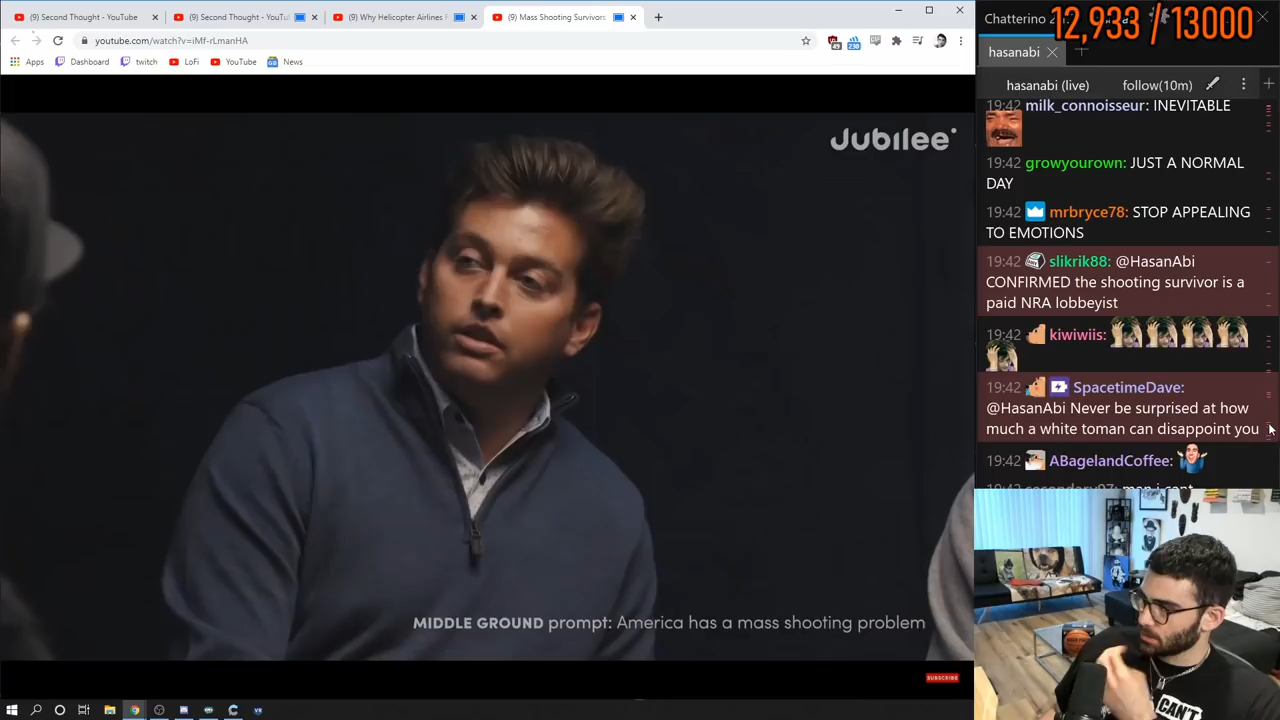 (9) Second Thought - YouTube
(9) Second Thought - YouTu
(9) Why Helicopter Airlines F
(9) Mass Shooting Survivors
youtube.com/watch?v=iMf-rLmanHA
49
230
Apps
Dashboard
twitch
LoFi
YouTube
News
Jubilee
MIDDLE GROUND prompt: America has a mass shooting problem
SUBSCRIBE
Chatterino 2
12,933 / 13000
hasanabi
hasanabi (live)
follow(10m)
19:42 milk_connoisseur: INEVITABLE
19:42 growyourown: JUST A NORMAL
DAY
19:42 mrbryce78: STOP APPEALING
TO EMOTIONS
19:42 slikrik88: @HasanAbi
CONFIRMED the shooting survivor is a
paid NRA lobbeyist
19:42 kiwiwiis:
19:42 SpacetimeDave:
@HasanAbi Never be surprised at how
much a white toman can disappoint you
19:42 ABagelandCoffee:
CAN'T